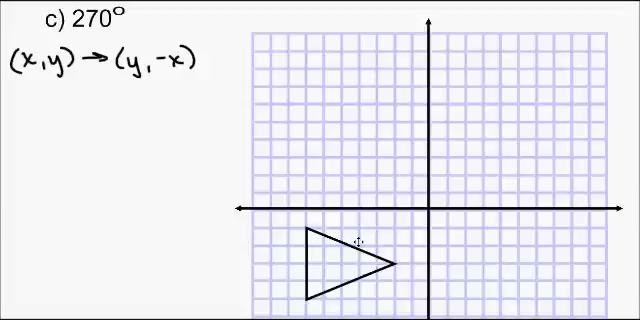 c) 270°
(x,y) → (y,-x)